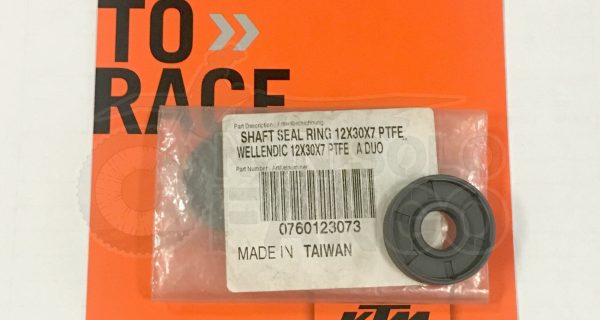 TO
RACE
Part Description / Teilebezeichnung
SHAFT SEAL RING 12X30X7 PTFE,
WELLENDIC 12X30X7 PTFE A DUO
Part Number / Artikelnummer
0760123073
MADE IN TAIWAN
KTM